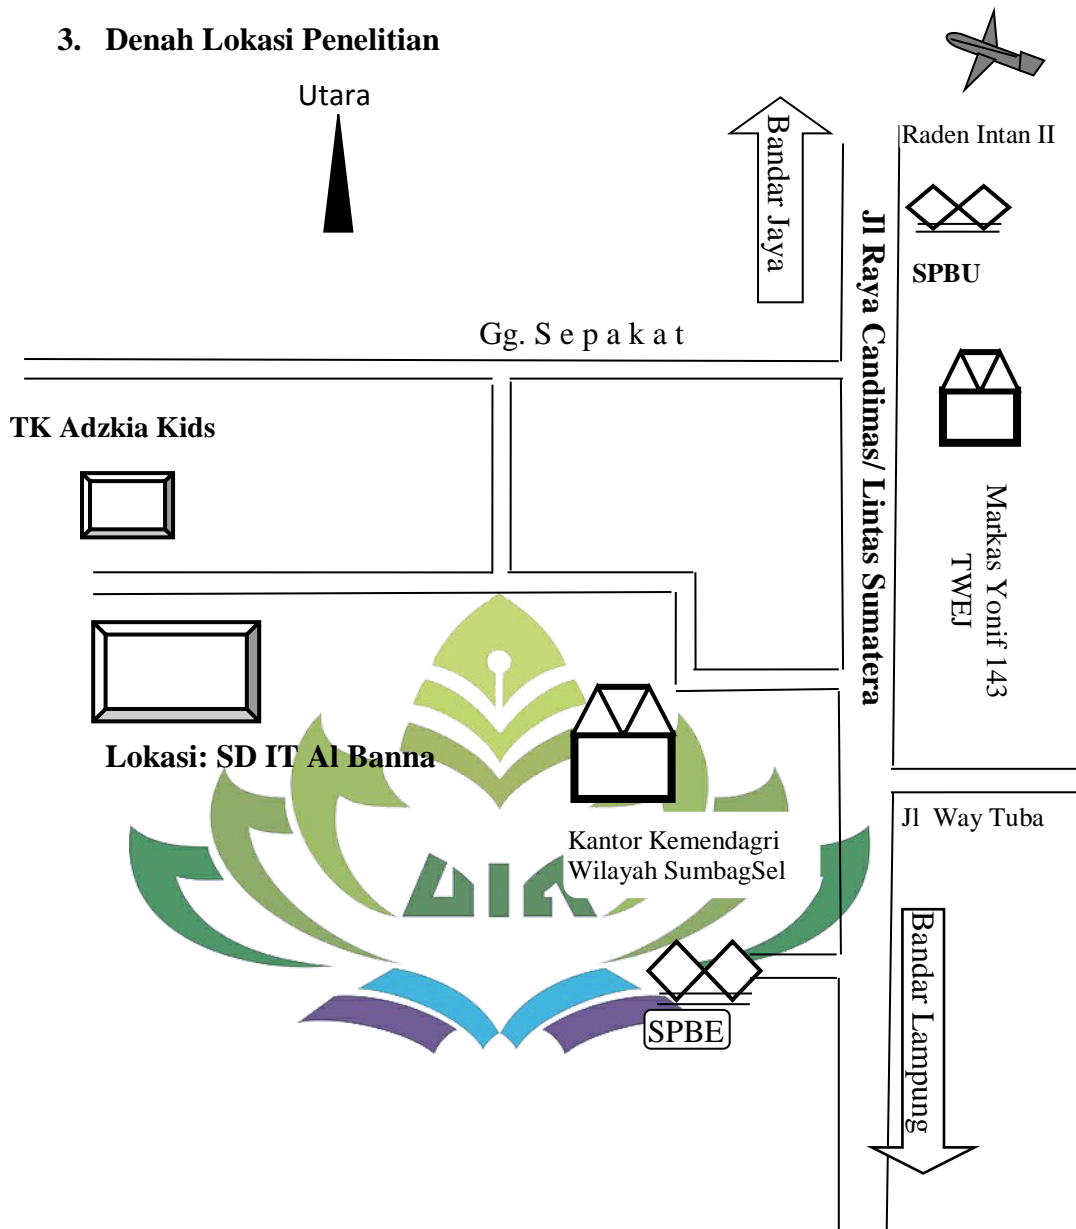 3. Denah Lokasi Penelitian
Utara
Bandar Jaya
Raden Intan II
SPBU
Jl Raya Candimas/ Lintas Sumatera
Gg. S e p a k a t
TK Adzkia Kids
Markas Yonif 143
TWEJ
Lokasi: SD IT Al Banna
Kantor Kemendagri
Wilayah SumbagSel
Jl Way Tuba
SPBE
Bandar Lampung